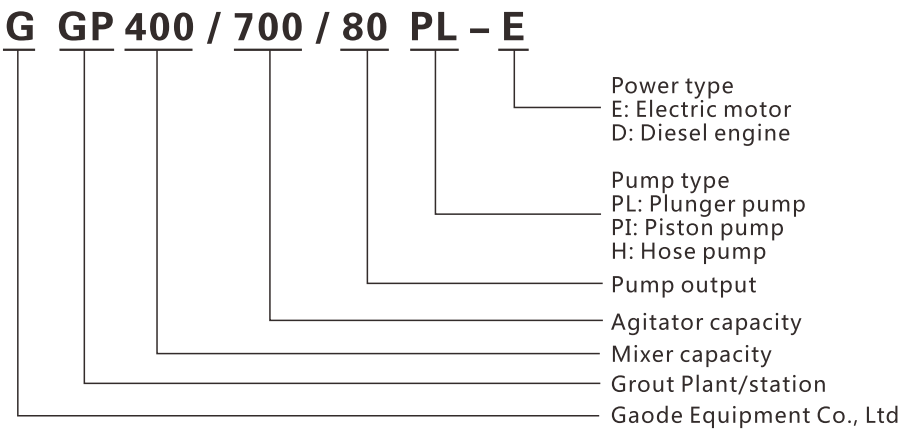 G GP 400 / 700 / 80 PL – E
Power type
E: Electric motor
D: Diesel engine
Pump type
PL: Plunger pump
PI: Piston pump
H: Hose pump
Pump output
Agitator capacity
Mixer capacity
Grout Plant/station
Gaode Equipment Co., Ltd